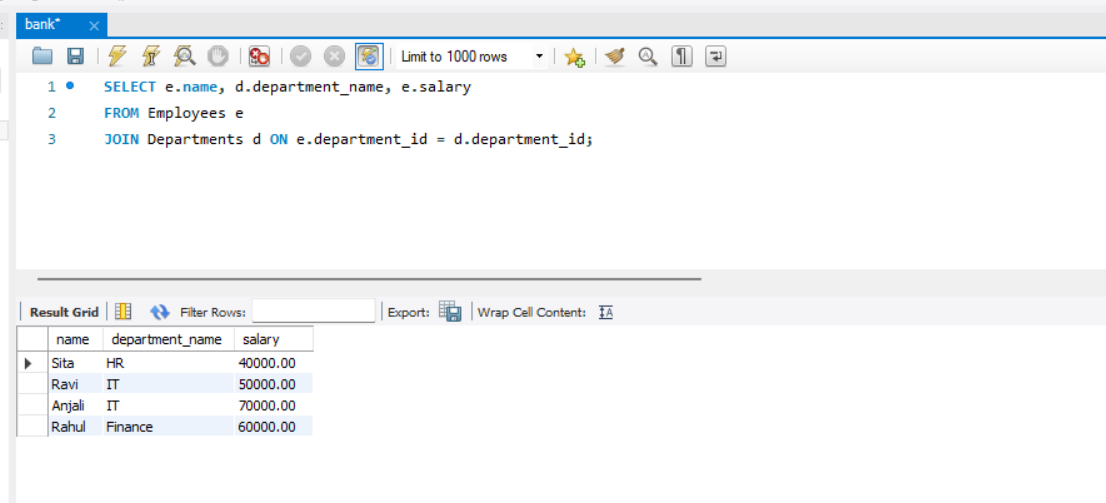 bank*
Limit to 1000 rows
1 SELECT e.name, d.department_name, e.salary
2 FROM Employees e
3 JOIN Departments d ON e.department_id = d.department_id;
Result Grid Filter Rows: Export: Wrap Cell Content: IA
name department_name salary
Sita HR 40000.00
Ravi IT 50000.00
Anjali IT 70000.00
Rahul Finance 60000.00